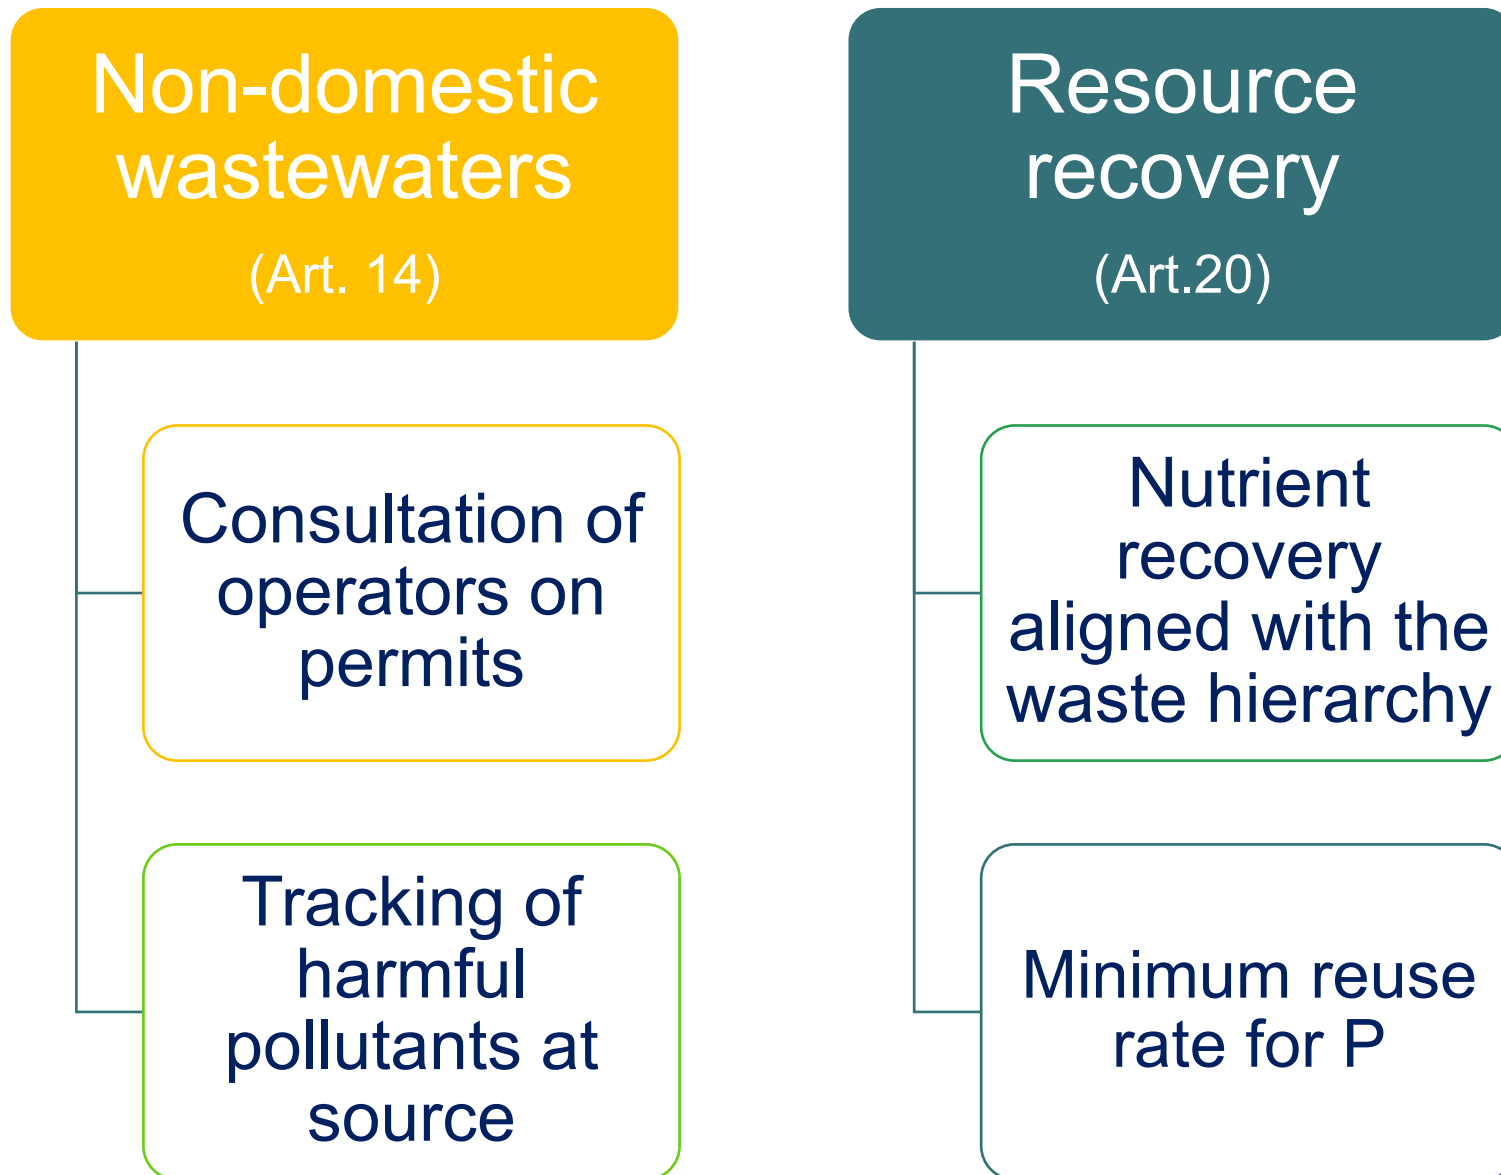 Non-domestic
wastewaters
(Art. 14)
Consultation of
operators on
permits
Tracking of
harmful
pollutants at
source
Resource
recovery
(Art.20)
Nutrient
recovery
aligned with the
waste hierarchy
Minimum reuse
rate for P